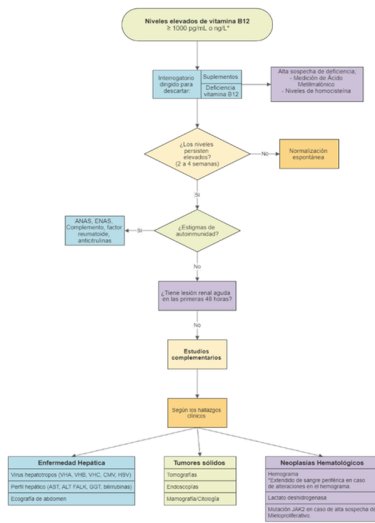 Niveles elevados de vitamina B12
≥ 1000 pg/mL o ng/L*
Interrogatorio
dirigido para
descartar:
Suplementos
Deficiencia
vitamina B12
Alta sospecha de deficiencia;
- Medición de Ácido
Metilmalónico
- Niveles de homocisteína
¿Los niveles
persisten
elevados?
(2 a 4 semanas)
No
Normalización
espontánea
Si
ANAS, ENAS,
Complemento, factor
reumatoide,
anticitrulinas
Si
¿Estigmas de
autoinmunidad?
No
¿Tiene lesión renal aguda
en las primeras 48 horas?
No
Estudios
complementarios
Según los hallazgos
clínicos
Enfermedad Hepática
Virus hepatotropos (VHA, VHB, VHC, CMV, HSV)
Perfil hepático (AST, ALT FALK, GGT, bilirrubinas)
Ecografía de abdomen
Tumores sólidos
Tomografías
Endoscopias
Mamografía/Citología
Neoplasias Hematológicos
Hemograma
*Extendido de sangre periférica en caso
de alteraciones en el hemograma.
Lactato deshidrogenasa
Mutación JAK2 en caso de alta sospecha de
Mieloproliferativo.